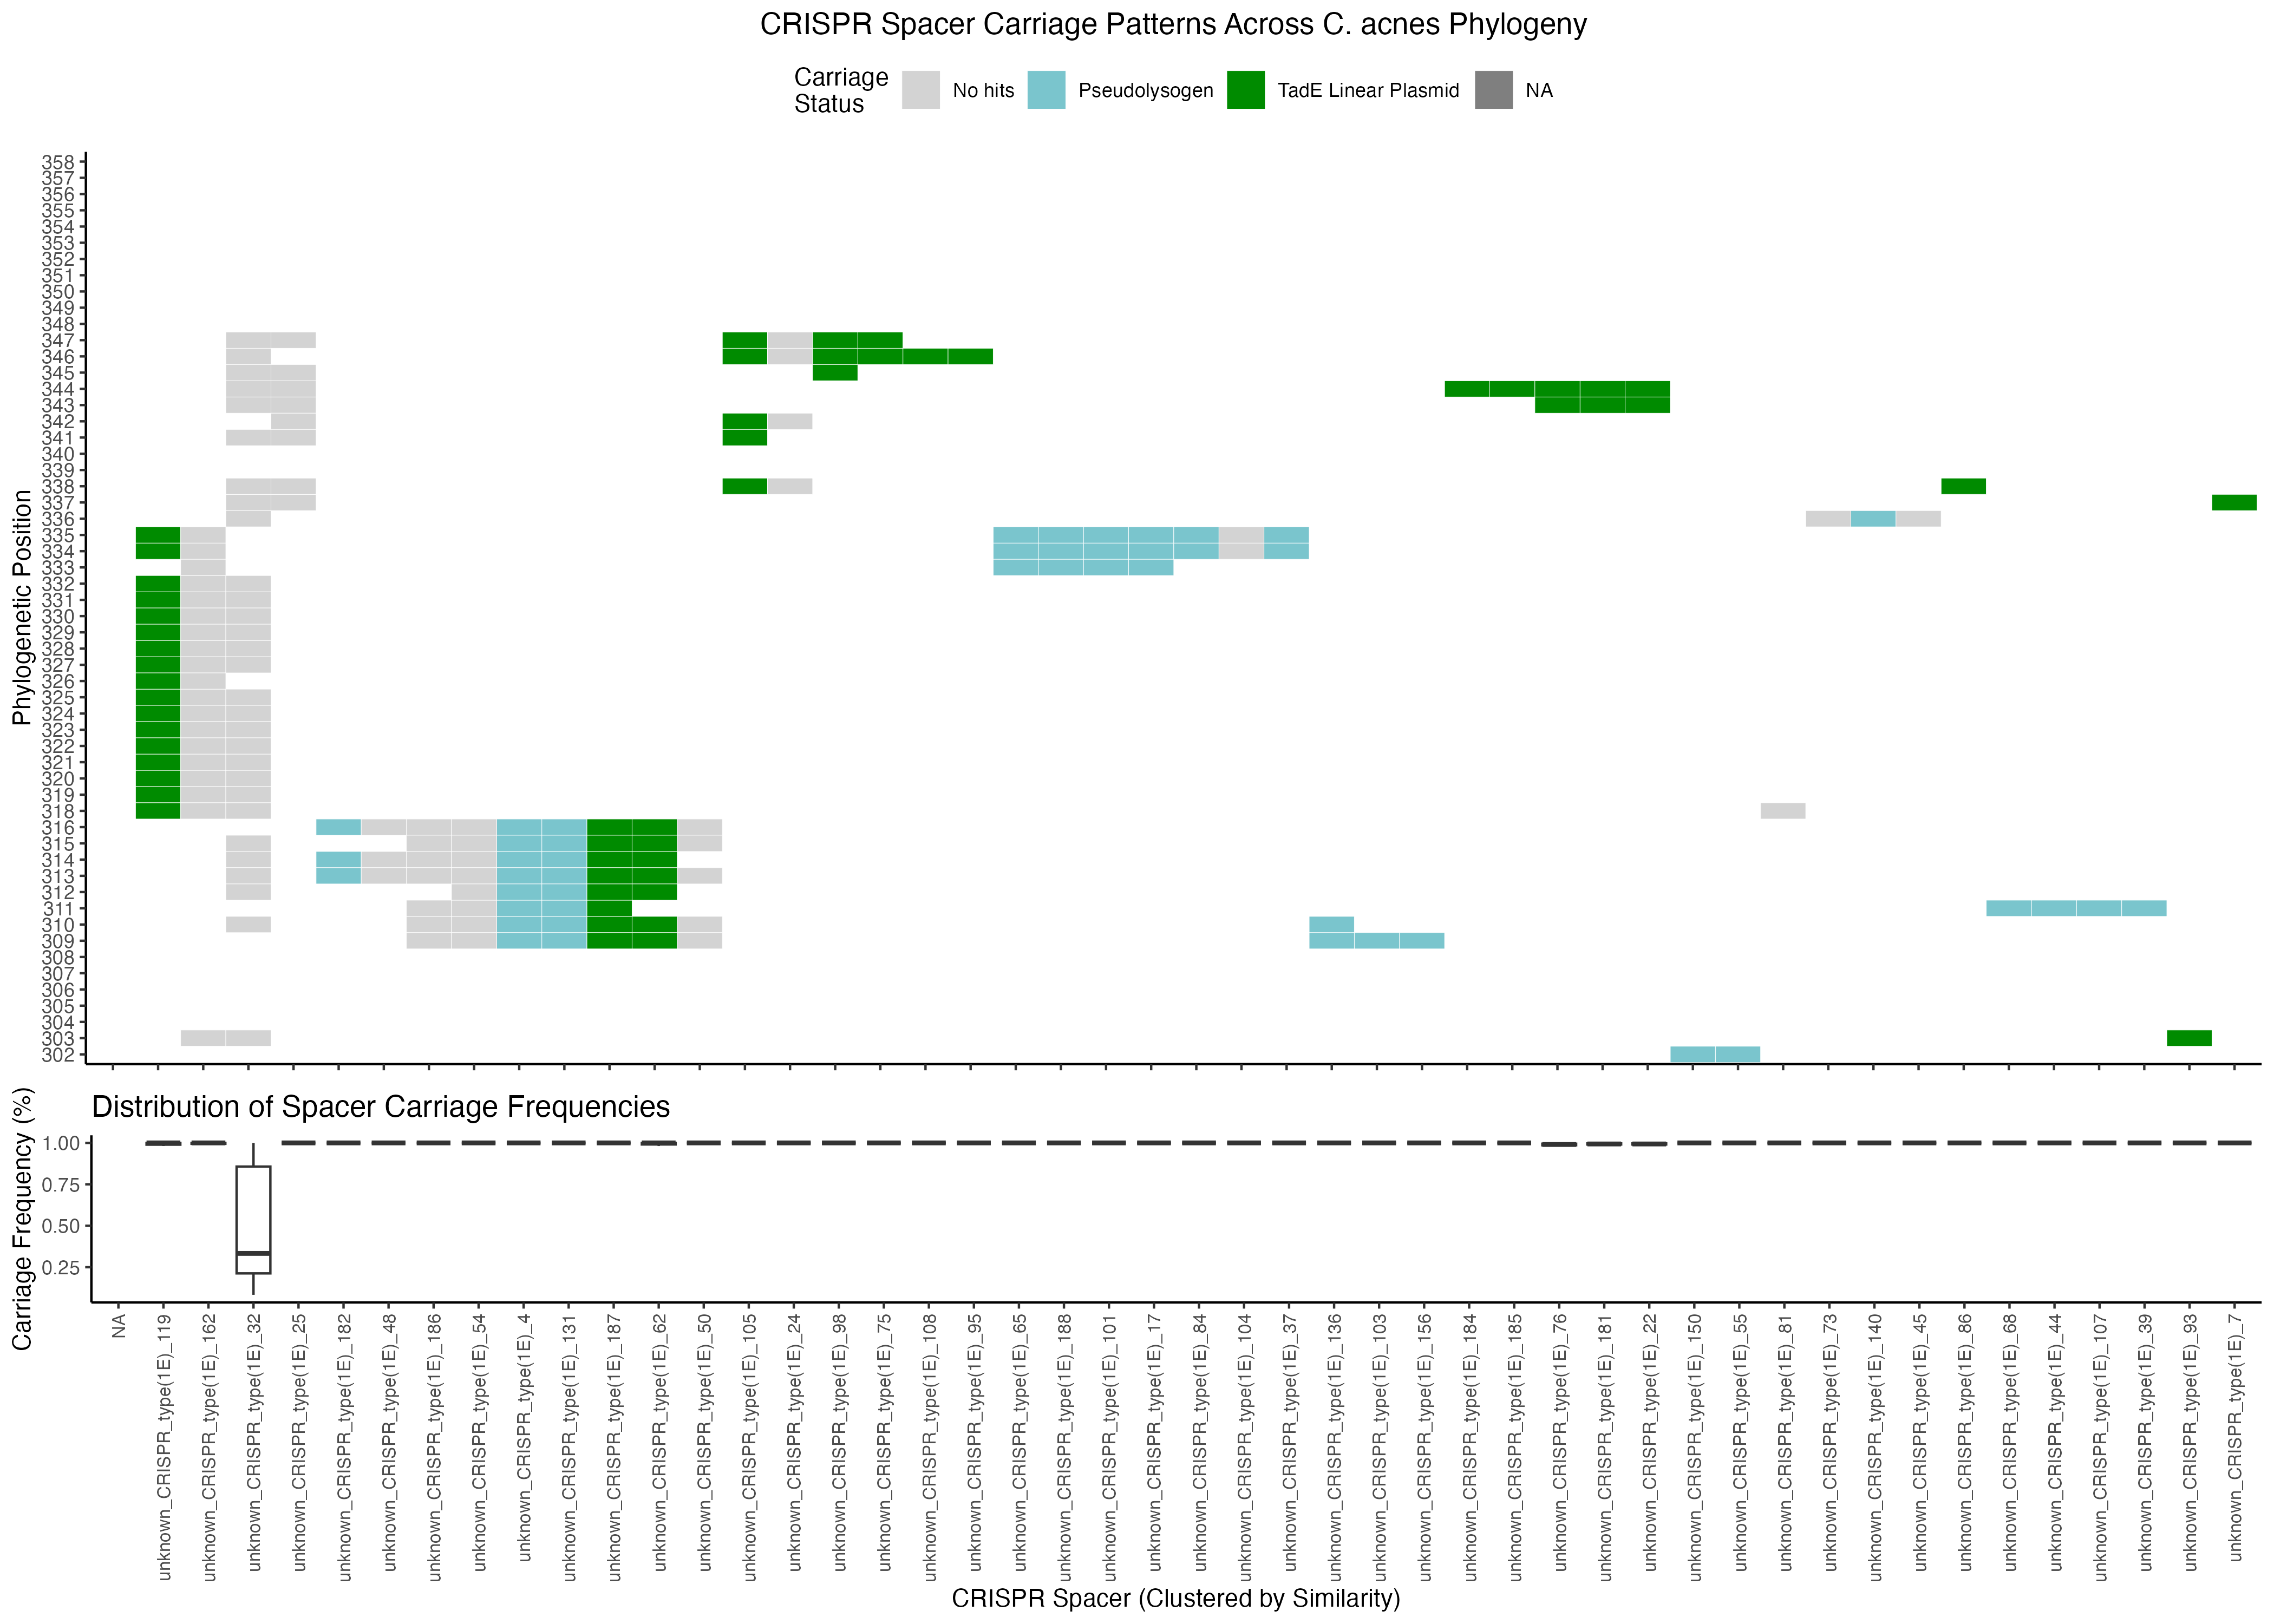 CRISPR Spacer Carriage Patterns Across C. acnes Phylogeny
Carriage
Status
No hits
Pseudolysogen
TadE Linear Plasmid
NA
Phylogenetic Position
358
357
356
355
354
353
352
351
350
349
348
347
346
345
344
343
342
341
340
339
338
337
336
335
334
333
332
331
330
329
328
327
326
325
324
323
322
321
320
319
318
316
315
314
313
312
311
310
309
308
307
306
305
304
303
302
Distribution of Spacer Carriage Frequencies
Carriage Frequency (%)
1.00
0.75
0.50
0.25
NA
unknown_CRISPR_type(1E)_119
unknown_CRISPR_type(1E)_162
unknown_CRISPR_type(1E)_32
unknown_CRISPR_type(1E)_25
unknown_CRISPR_type(1E)_182
unknown_CRISPR_type(1E)_48
unknown_CRISPR_type(1E)_186
unknown_CRISPR_type(1E)_54
unknown_CRISPR_type(1E)_4
unknown_CRISPR_type(1E)_131
unknown_CRISPR_type(1E)_187
unknown_CRISPR_type(1E)_62
unknown_CRISPR_type(1E)_50
unknown_CRISPR_type(1E)_105
unknown_CRISPR_type(1E)_24
unknown_CRISPR_type(1E)_98
unknown_CRISPR_type(1E)_75
unknown_CRISPR_type(1E)_108
unknown_CRISPR_type(1E)_95
unknown_CRISPR_type(1E)_65
unknown_CRISPR_type(1E)_188
unknown_CRISPR_type(1E)_101
unknown_CRISPR_type(1E)_17
unknown_CRISPR_type(1E)_84
unknown_CRISPR_type(1E)_104
unknown_CRISPR_type(1E)_37
unknown_CRISPR_type(1E)_136
unknown_CRISPR_type(1E)_103
unknown_CRISPR_type(1E)_156
unknown_CRISPR_type(1E)_184
unknown_CRISPR_type(1E)_185
unknown_CRISPR_type(1E)_76
unknown_CRISPR_type(1E)_181
unknown_CRISPR_type(1E)_22
unknown_CRISPR_type(1E)_150
unknown_CRISPR_type(1E)_55
unknown_CRISPR_type(1E)_81
unknown_CRISPR_type(1E)_73
unknown_CRISPR_type(1E)_140
unknown_CRISPR_type(1E)_45
unknown_CRISPR_type(1E)_86
unknown_CRISPR_type(1E)_68
unknown_CRISPR_type(1E)_44
unknown_CRISPR_type(1E)_107
unknown_CRISPR_type(1E)_39
unknown_CRISPR_type(1E)_93
unknown_CRISPR_type(1E)_7
CRISPR Spacer (Clustered by Similarity)